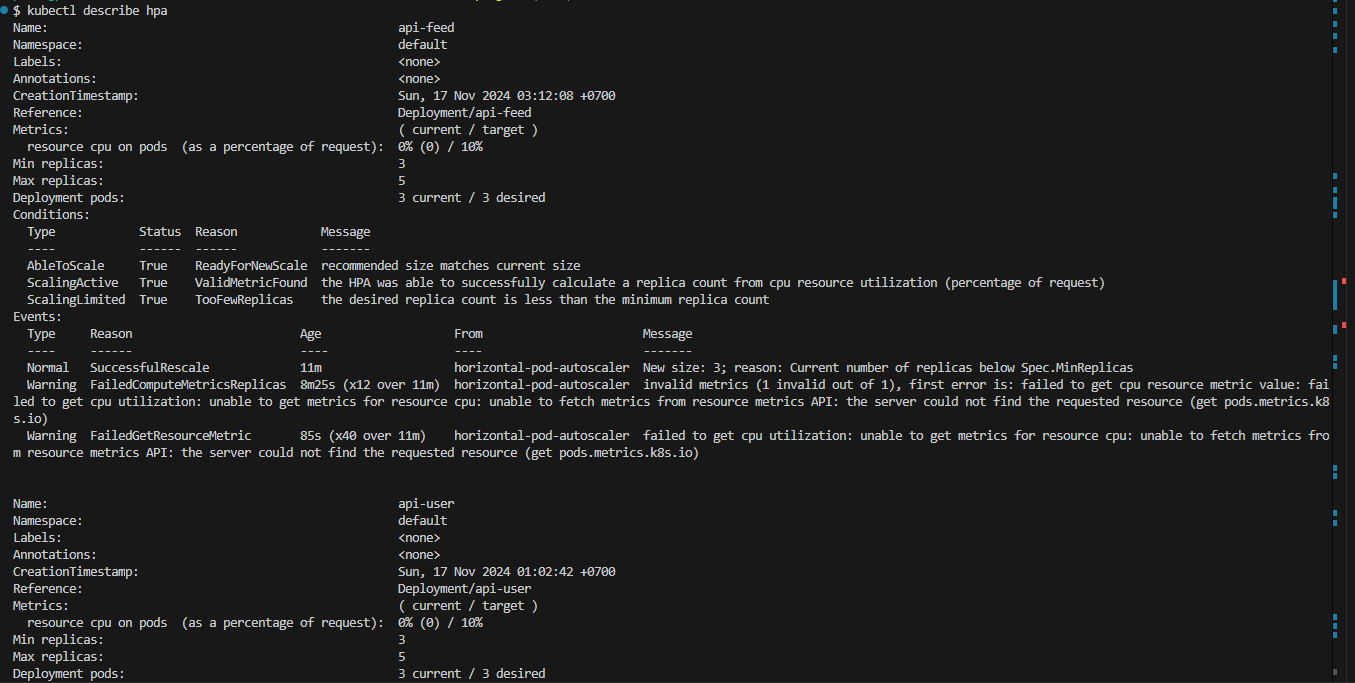 $ kubectl describe hpa
Name:                                                  api-feed
Namespace:                                             default
Labels:                                                <none>
Annotations:                                           <none>
CreationTimestamp:                                     Sun, 17 Nov 2024 03:12:08 +0700
Reference:                                             Deployment/api-feed
Metrics:                                               ( current / target )
  resource cpu on pods  (as a percentage of request):  0% (0) / 10%
Min replicas:                                          3
Max replicas:                                          5
Deployment pods:                                       3 current / 3 desired
Conditions:
  Type            Status  Reason            Message
  ----            ------  ------            -------
  AbleToScale     True    ReadyForNewScale  recommended size matches current size
  ScalingActive   True    ValidMetricFound  the HPA was able to successfully calculate a replica count from cpu resource utilization (percentage of request)
  ScalingLimited  True    TooFewReplicas    the desired replica count is less than the minimum replica count
Events:
  Type     Reason                        Age                   From                       Message
  ----     ------                        ----                  ----                       -------
  Normal   SuccessfulRescale             11m                   horizontal-pod-autoscaler  New size: 3; reason: Current number of replicas below Spec.MinReplicas
  Warning  FailedComputeMetricsReplicas  8m25s (x12 over 11m)  horizontal-pod-autoscaler  invalid metrics (1 invalid out of 1), first error is: failed to get cpu resource metric value: fai
led to get cpu utilization: unable to get metrics for resource cpu: unable to fetch metrics from resource metrics API: the server could not find the requested resource (get pods.metrics.k8
s.io)
  Warning  FailedGetResourceMetric       85s (x40 over 11m)    horizontal-pod-autoscaler  failed to get cpu utilization: unable to get metrics for resource cpu: unable to fetch metrics fro
m resource metrics API: the server could not find the requested resource (get pods.metrics.k8s.io)
Name:                                                  api-user
Namespace:                                             default
Labels:                                                <none>
Annotations:                                           <none>
CreationTimestamp:                                     Sun, 17 Nov 2024 01:02:42 +0700
Reference:                                             Deployment/api-user
Metrics:                                               ( current / target )
  resource cpu on pods  (as a percentage of request):  0% (0) / 10%
Min replicas:                                          3
Max replicas:                                          5
Deployment pods:                                       3 current / 3 desired